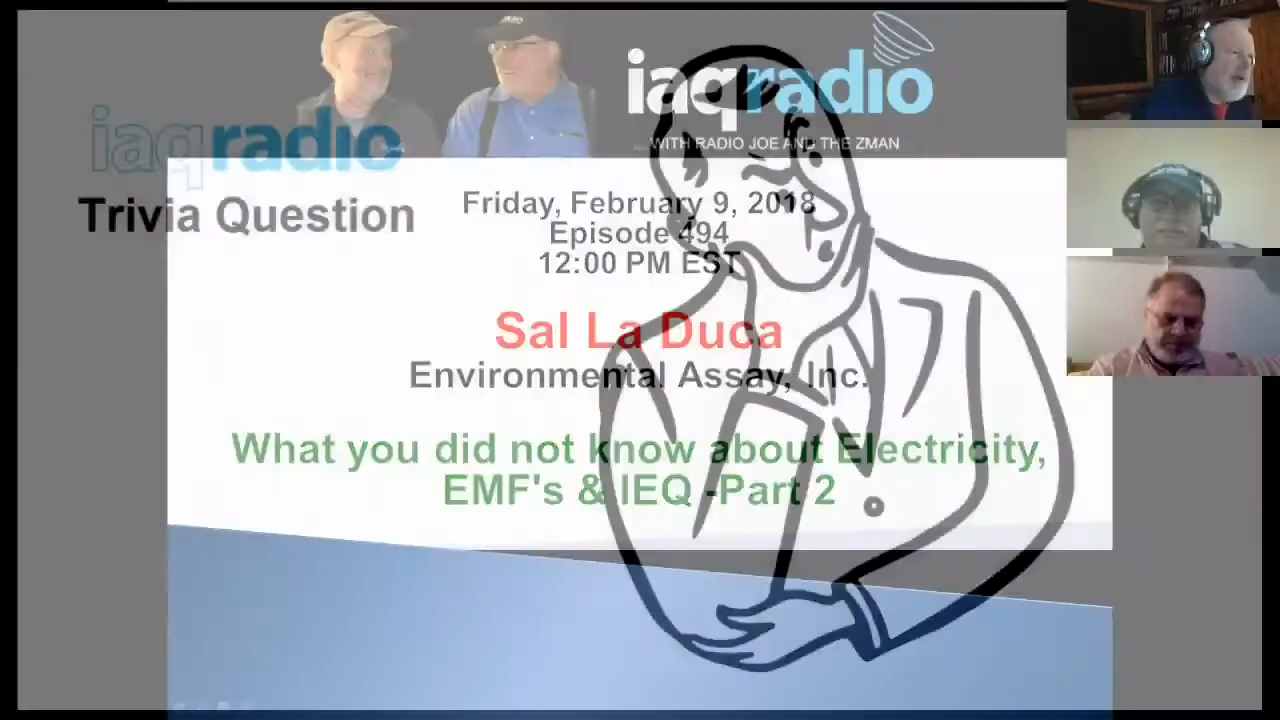 iaqradio
WITH RADIO JOE AND THE ZMAN
iaqradio
Trivia Question
Friday, February 9, 2018
Episode 494
12:00 PM EST
Sal La Duca
Environmental Assay, Inc.
What you did not know about Electricity,
EMF's & IEQ -Part 2